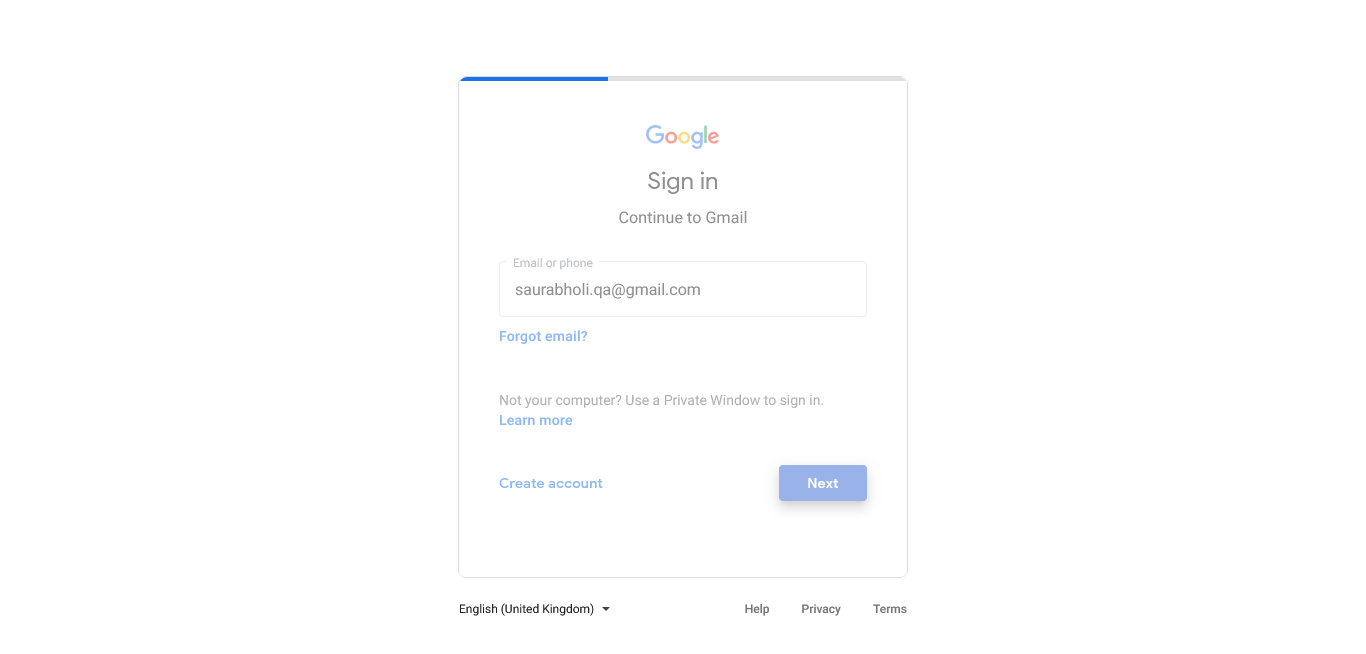 Google
Sign in
Continue to Gmail
Email or phone
saurabholi.qa@gmail.com
Forgot email?
Not your computer? Use a Private Window to sign in.
Learn more
Create account
Next
English (United Kingdom)
Help
Privacy
Terms